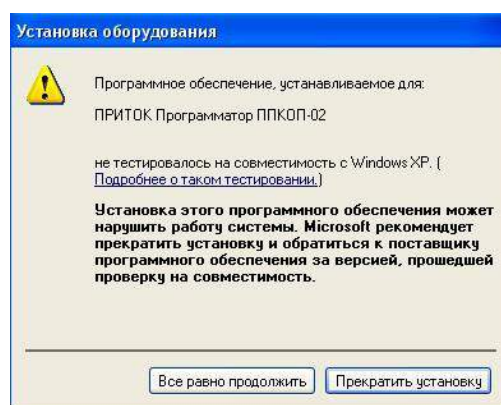 Установка оборудования
Программное обеспечение, устанавливаемое для:
ПРИТОК Программатор ППКОП-02
не тестировалось на совместимость с Windows XP. (
Подробнее о таком тестировании.)
Установка этого программного обеспечения может
нарушить работу системы. Microsoft рекомендует
прекратить установку и обратиться к поставщику
программного обеспечения за версией, прошедшей
проверку на совместимость.
Все равно продолжить
Прекратить установку